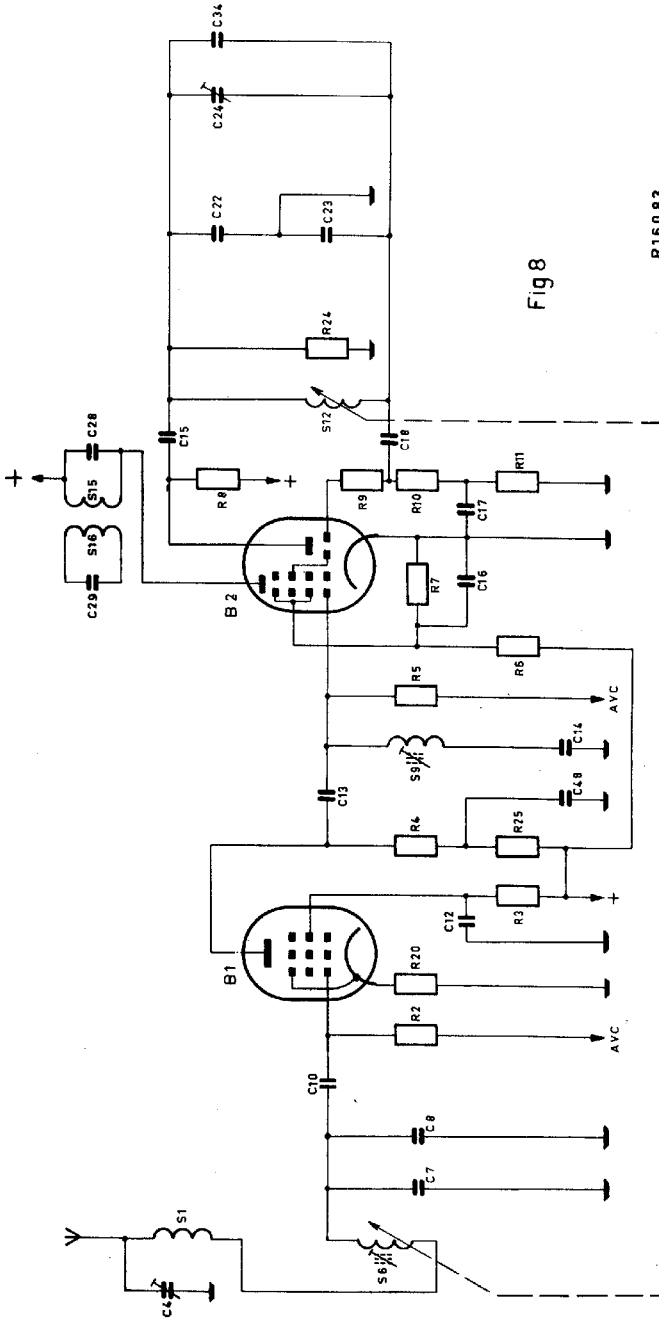 C4
S1
S6
C7
C8
C10
R2
AVC
B1
R20
C12
R3
+
R4
R25
C48
C13
S9
C14
R5
AVC
R6
B2
R7
C16
C17
R9
R10
R11
C29
S16
S15
C28
+
R8
+
C15
C18
S12
R24
C22
C23
C24
C34
Fig 8
R16083